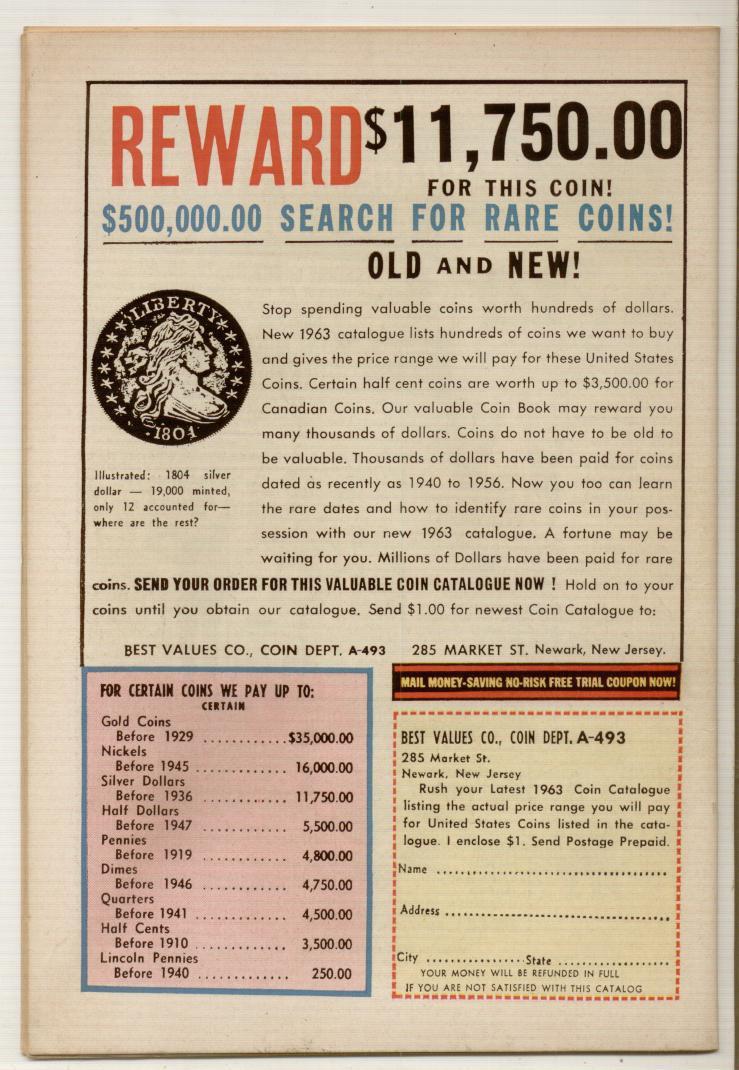 REWARD $11,750.00
FOR THIS COIN!
$500,000.00 SEARCH FOR RARE COINS!
OLD AND NEW!
LIBERTY
1804
Illustrated: 1804 silver
dollar — 19,000 minted,
only 12 accounted for—
where are the rest?
Stop spending valuable coins worth hundreds of dollars.
New 1963 catalogue lists hundreds of coins we want to buy
and gives the price range we will pay for these United States
Coins. Certain half cent coins are worth up to $3,500.00 for
Canadian Coins. Our valuable Coin Book may reward you
many thousands of dollars. Coins do not have to be old to
be valuable. Thousands of dollars have been paid for coins
dated as recently as 1940 to 1956. Now you too can learn
the rare dates and how to identify rare coins in your pos-
session with our new 1963 catalogue. A fortune may be
waiting for you. Millions of Dollars have been paid for rare
coins. SEND YOUR ORDER FOR THIS VALUABLE COIN CATALOGUE NOW ! Hold on to your
coins until you obtain our catalogue. Send $1.00 for newest Coin Catalogue to:
BEST VALUES CO., COIN DEPT. A-493 285 MARKET ST. Newark, New Jersey.
FOR CERTAIN COINS WE PAY UP TO:
CERTAIN
Gold Coins
Before 1929 ............$35,000.00
Nickels
Before 1945 ............ 16,000.00
Silver Dollars
Before 1936 ............ 11,750.00
Half Dollars
Before 1947 ............ 5,500.00
Pennies
Before 1919 ............ 4,800.00
Dimes
Before 1946 ............ 4,750.00
Quarters
Before 1941 ............ 4,500.00
Half Cents
Before 1910 ............ 3,500.00
Lincoln Pennies
Before 1940 ............ 250.00
MAIL MONEY-SAVING NO-RISK FREE TRIAL COUPON NOW!
BEST VALUES CO., COIN DEPT. A-493
285 Market St.
Newark, New Jersey
Rush your Latest 1963 Coin Catalogue
listing the actual price range you will pay
for United States Coins listed in the cata-
logue. I enclose $1. Send Postage Prepaid.
Name ........................................
Address ........................................
City .................. State ....................
YOUR MONEY WILL BE REFUNDED IN FULL
IF YOU ARE NOT SATISFIED WITH THIS CATALOG